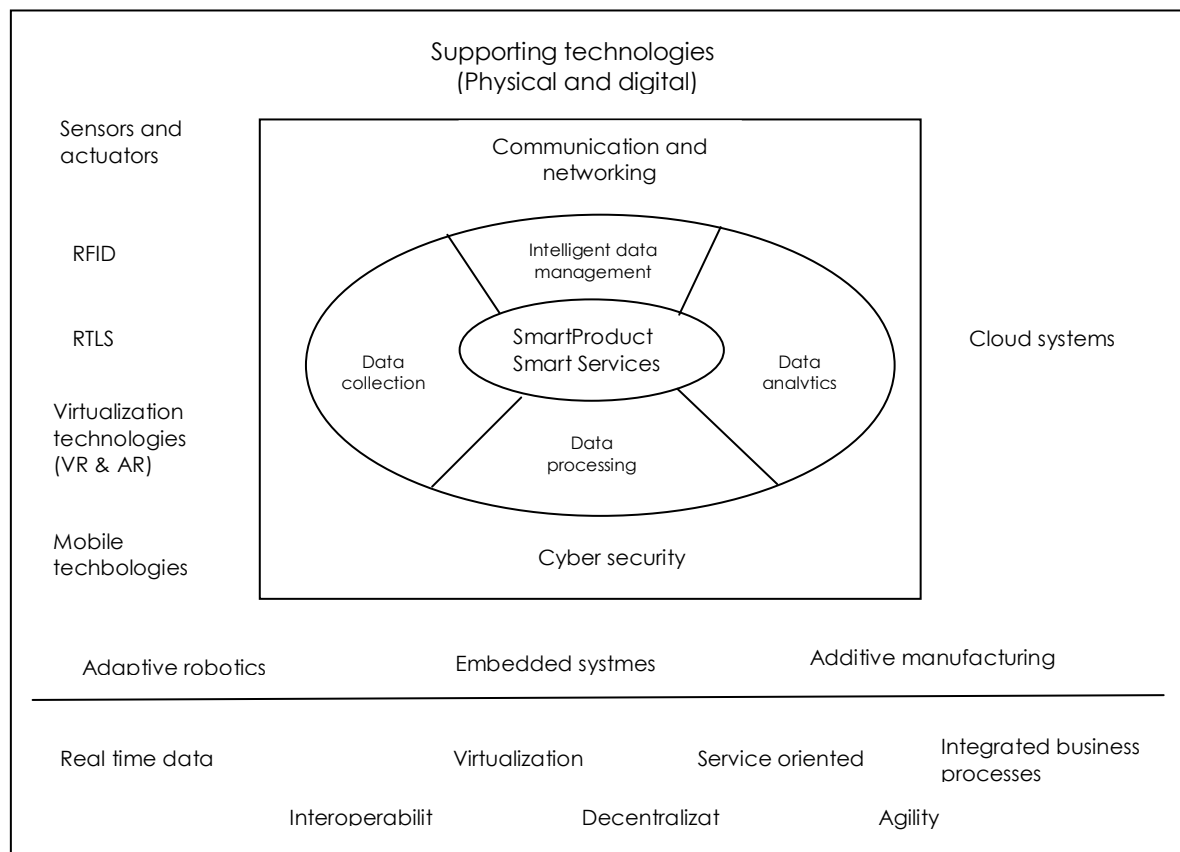 Supporting technologies
(Physical and digital)
Sensors and
actuators
Communication and
networking
RFID
Intelligent data
management
RTLS
SmartProduct
Smart Services
Cloud systems
Data
collection
Data
analytics
Virtualization
technologies
(VR & AR)
Data
processing
Mobile
techbologies
Cyber security
Adaptive robotics
Embedded systmes
Additive manufacturing
Real time data
Virtualization
Service oriented
Integrated business
processes
Interoperabilit
Decentralizat
Agility